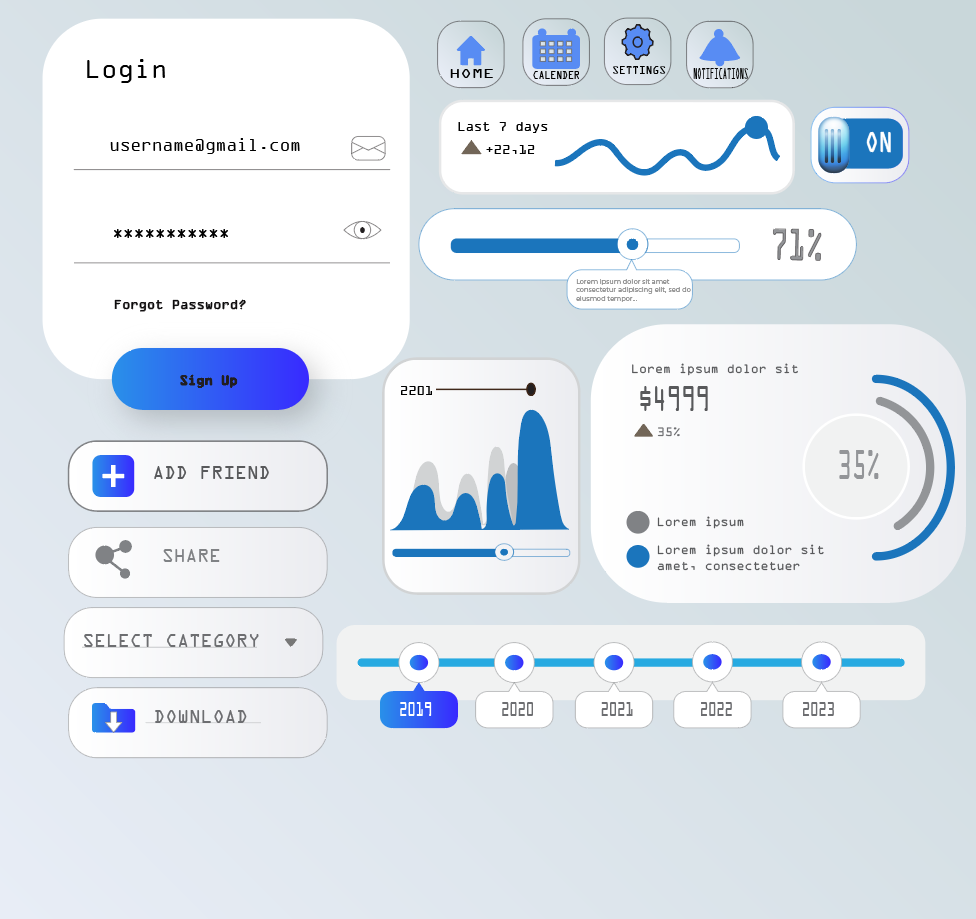 Login
username@gmail.com
***********
Forgot Password?
Sign Up
HOME
CALENDER
SETTINGS
NOTIFICATIONS
Last 7 days
+22,12
ON
71%
Lorem ipsum dolor sit amet
consectetur adipiscing elit, sed do
eiusmod tempor...
2201
Lorem ipsum dolor sit
$4999
35%
35%
Lorem ipsum
Lorem ipsum dolor sit
amet, consectetuer
ADD FRIEND
SHARE
SELECT CATEGORY
DOWNLOAD
2019
2020
2021
2022
2023